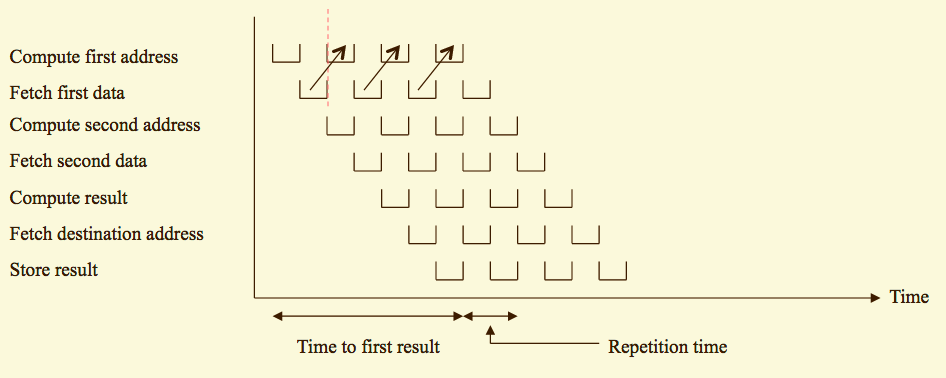 Compute first address
Fetch first data
Compute second address
Fetch second data
Compute result
Fetch destination address
Store result
Time
Time to first result
Repetition time